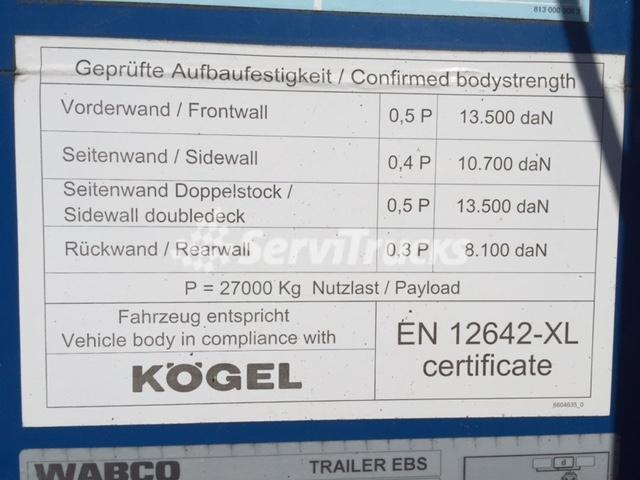 813 000 006 3
Geprüfte Aufbaufestigkeit / Confirmed bodystrength
Vorderwand / Frontwall 0,5 P 13.500 daN
Seitenwand / Sidewall 0,4 P 10.700 daN
Seitenwand Doppelstock /
Sidewall doubledeck 0,5 P 13.500 daN
Rückwand / Rearwall 0,3 P 8.100 daN
ServiTrucks
P = 27000 Kg Nutzlast / Payload
Fahrzeug entspricht
Vehicle body in compliance with
KÖGEL
EN 12642-XL
certificate
6604635_0
WABCO TRAILER EBS
d